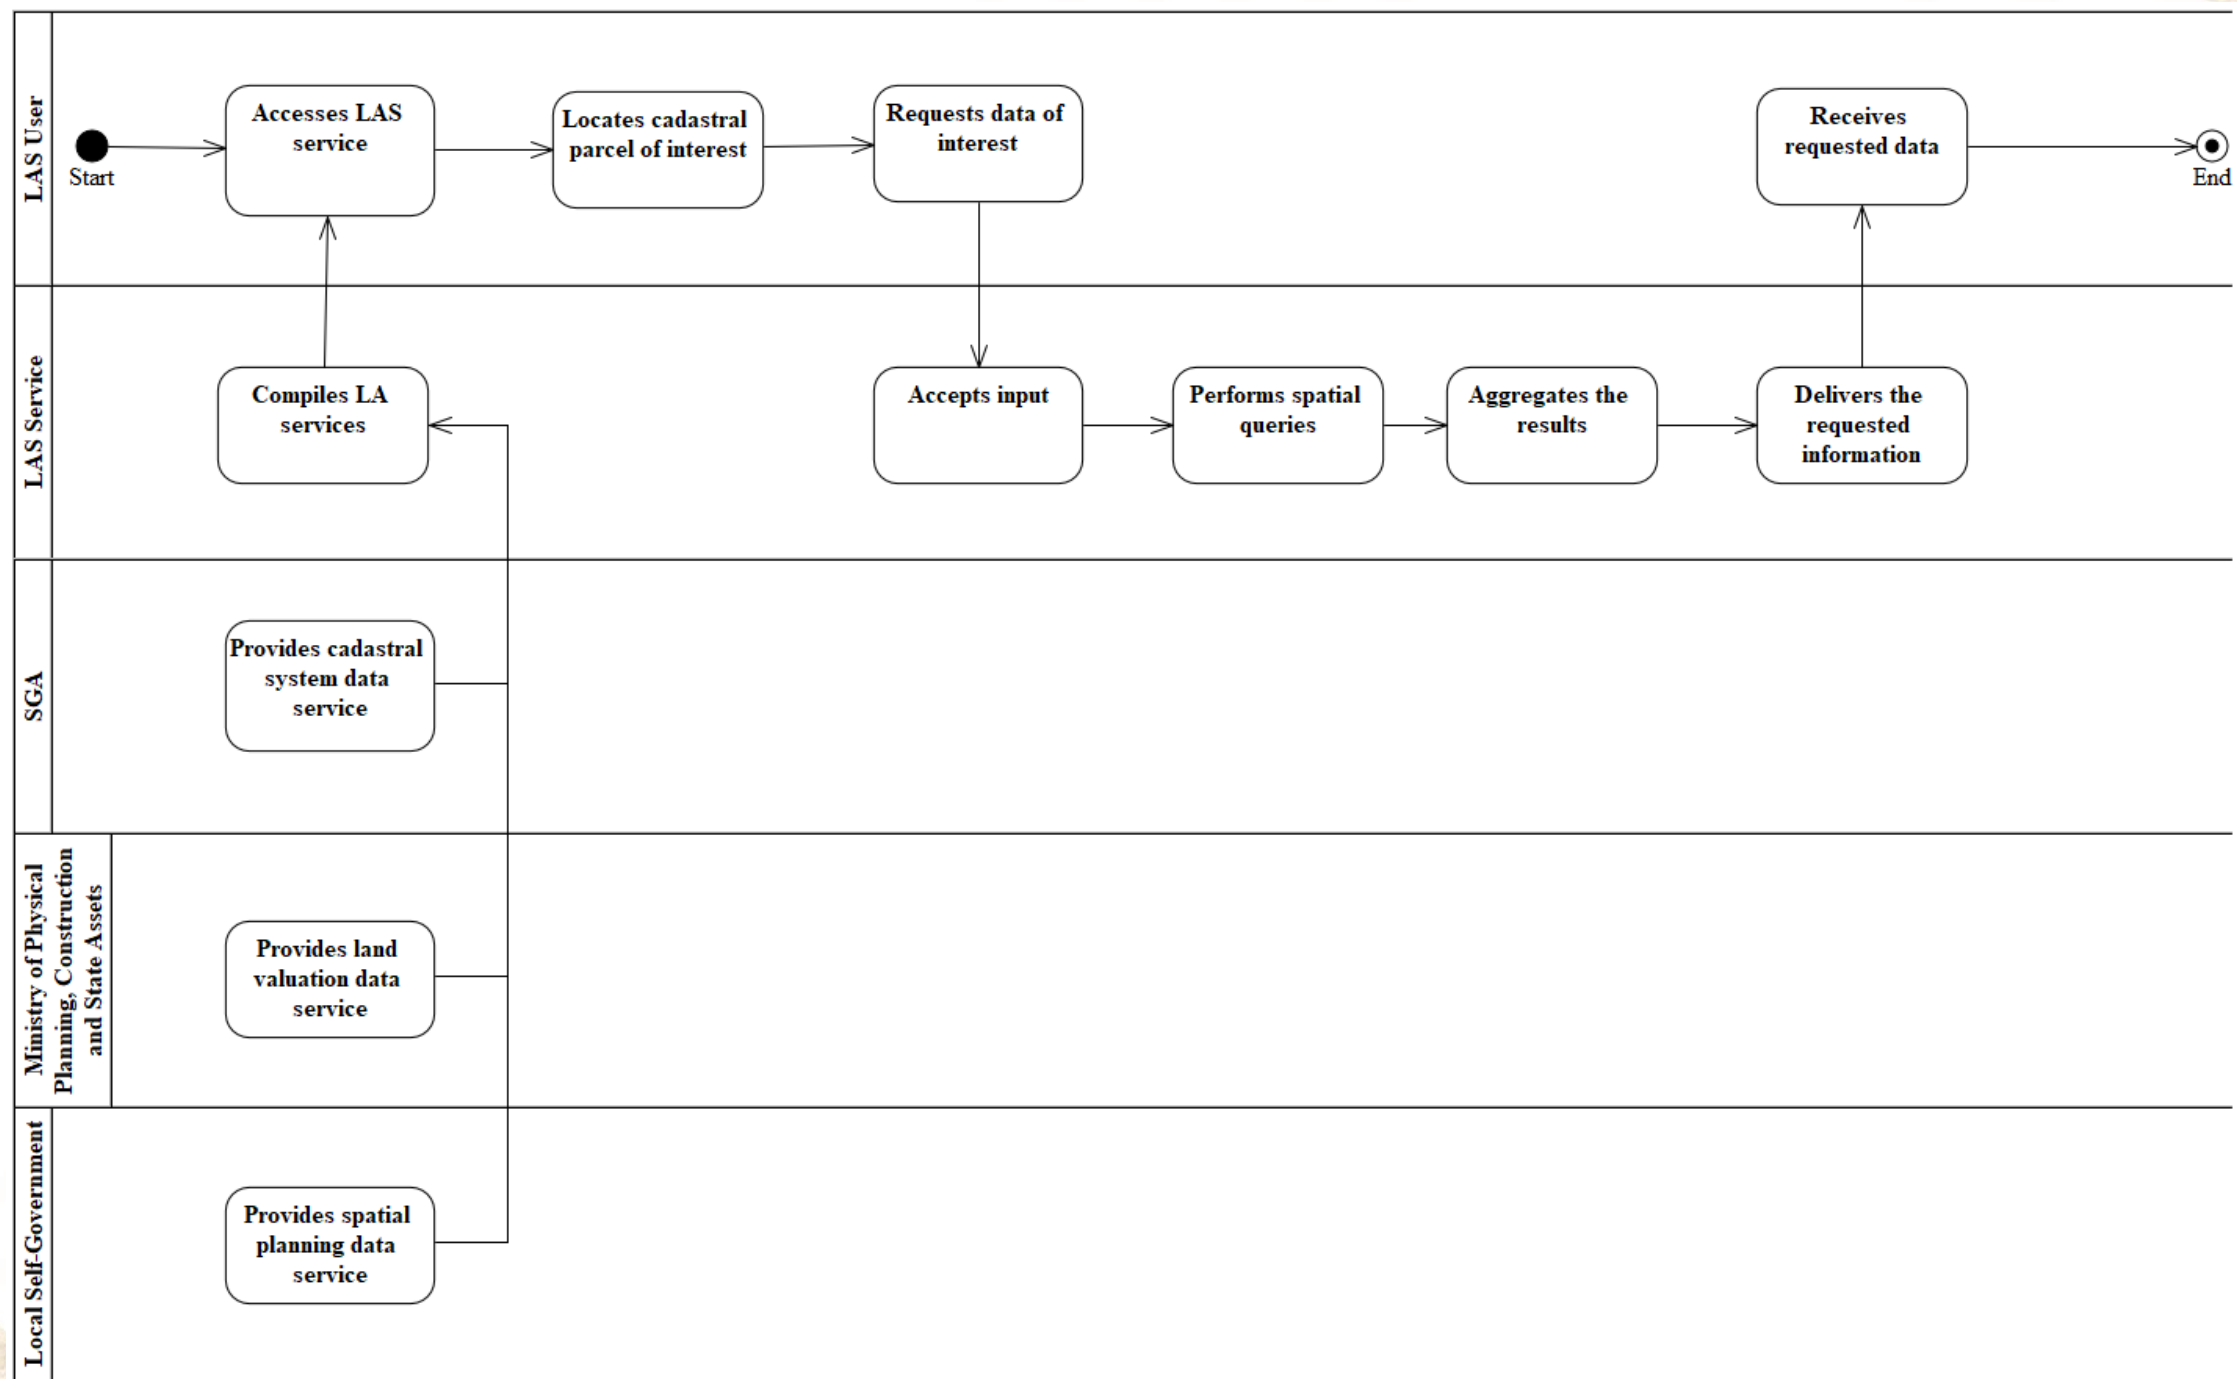 LAS User
Start
Accesses LAS
service
Locates cadastral
parcel of interest
Requests data of
interest
Receives
requested data
End
LAS Service
Compiles LA
services
Accepts input
Performs spatial
queries
Aggregates the
results
Delivers the
requested
information
SGA
Provides cadastral
system data
service
Ministry of Physical
Planning, Construction
and State Assets
Provides land
valuation data
service
Local Self-Government
Provides spatial
planning data
service